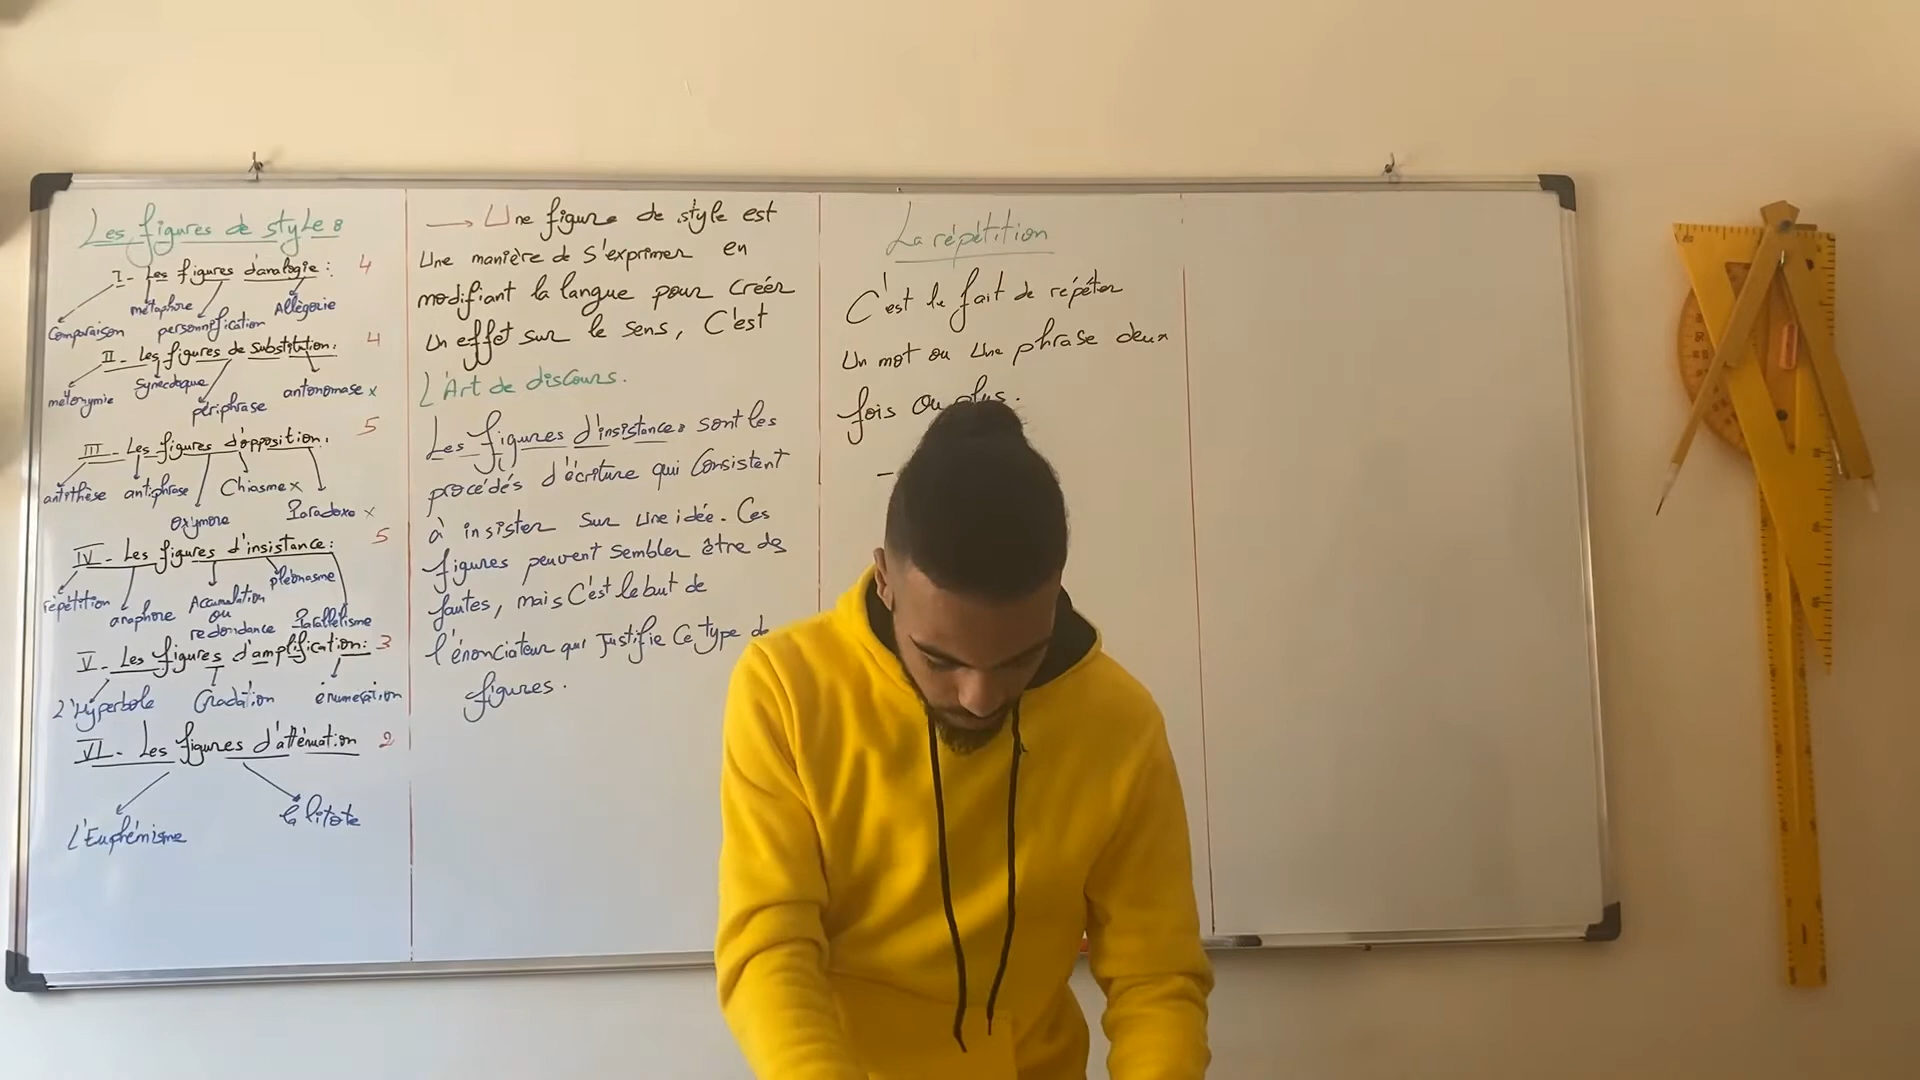 Les figures de style :
I - Les figures d'analogie : 4
Comparaison métaphore personnification Allégorie
II - Les figures de substitution : 4
métonymie Synécdoque périphrase antonomase x
III - Les figures d'opposition. 5
antithèse antiphrase Oxymore Chiasme x Paradoxe x
IV - Les figures d'insistance : 5
répétition anaphore Accumulation ou redondance pléonasme Parallélisme
V - Les figures d'amplification : 3
L'Hyperbole Gradation énumération
VI - Les figures d'atténuation 2
L'Euphémisme la litote
→ Une figure de style est
Une manière de s'exprimer en
modifiant la langue pour créer
Un effet sur le sens, C'est
L'Art de discours.
Les figures d'insistance : sont les
procédés d'écriture qui Consistent
à insister sur une idée. Ces
figures peuvent sembler être des
fautes, mais C'est le but de
l'énonciateur qui Justifie Ce type de
figures.
La répétition
C'est le fait de répéter
Un mot ou Une phrase deux
fois Ou plus.
-